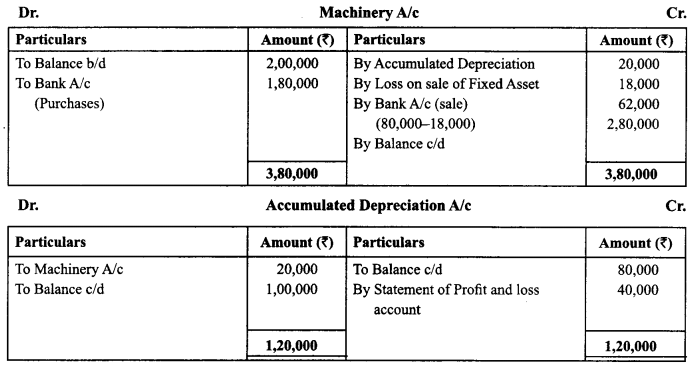 Dr. Machinery A/c Cr.
Particulars Amount (₹) Particulars Amount (₹)
To Balance b/d 2,00,000 By Accumulated Depreciation 20,000
To Bank A/c 1,80,000 By Loss on sale of Fixed Asset 18,000
(Purchases) By Bank A/c (sale) 62,000
(80,000–18,000) 2,80,000
By Balance c/d
3,80,000 3,80,000
Dr. Accumulated Depreciation A/c Cr.
Particulars Amount (₹) Particulars Amount (₹)
To Machinery A/c 20,000 To Balance c/d 80,000
To Balance c/d 1,00,000 By Statement of Profit and loss 40,000
account
1,20,000 1,20,000